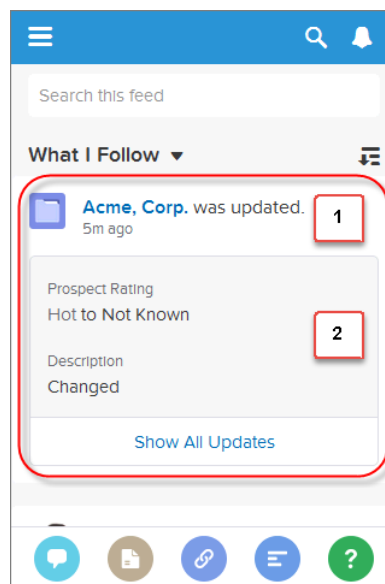 Search this feed
What I Follow
Acme, Corp. was updated.
1
5m ago
Prospect Rating
Hot to Not Known
2
Description
Changed
Show All Updates
?